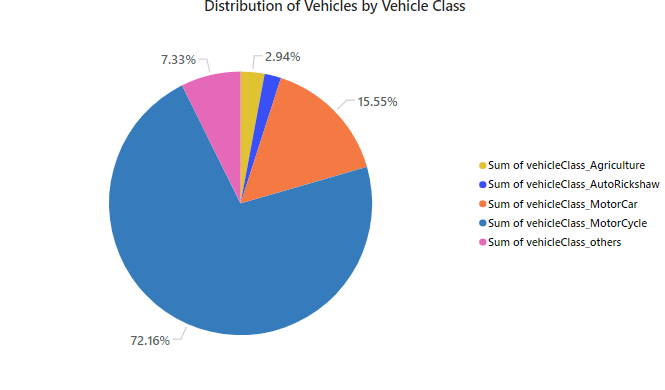 Distribution of Vehicles by Vehicle Class
7.33%
2.94%
15.55%
72.16%
Sum of vehicleClass_Agriculture
Sum of vehicleClass_AutoRickshaw
Sum of vehicleClass_MotorCar
Sum of vehicleClass_MotorCycle
Sum of vehicleClass_others